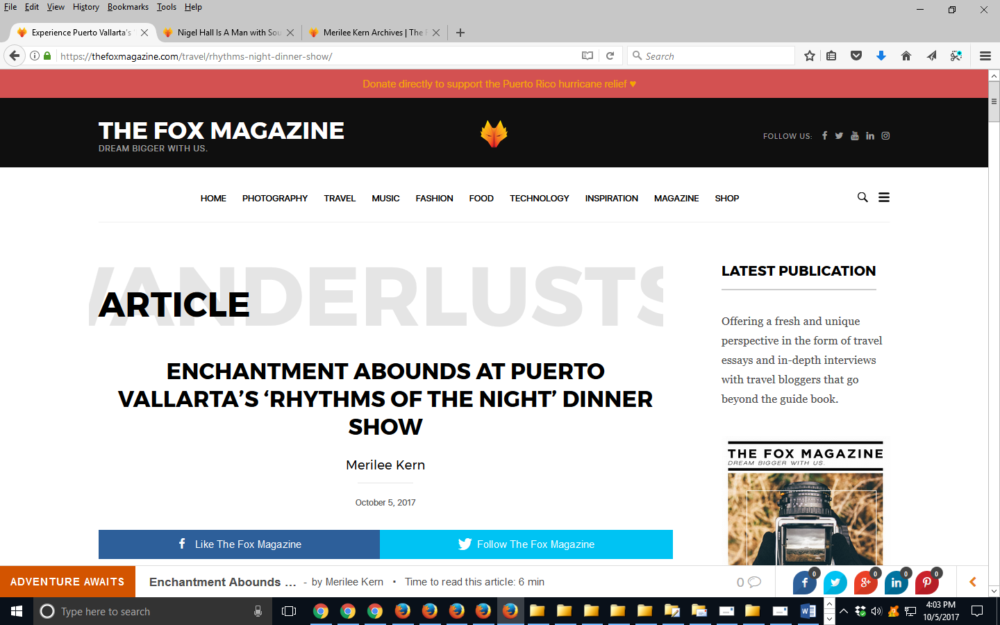 File Edit View History Bookmarks Tools Help
Experience Puerto Vallarta's
Nigel Hall Is A Man with Sou
Merilee Kern Archives | The F
https://thefoxmagazine.com/travel/rhythms-night-dinner-show/
Search
Donate directly to support the Puerto Rico hurricane relief ♥
THE FOX MAGAZINE
DREAM BIGGER WITH US.
FOLLOW US:
HOME PHOTOGRAPHY TRAVEL MUSIC FASHION FOOD TECHNOLOGY INSPIRATION MAGAZINE SHOP
WANDERLUSTS
ARTICLE
ENCHANTMENT ABOUNDS AT PUERTO
VALLARTA’S ‘RHYTHMS OF THE NIGHT’ DINNER
SHOW
Merilee Kern
October 5, 2017
Like The Fox Magazine
Follow The Fox Magazine
LATEST PUBLICATION
Offering a fresh and unique
perspective in the form of travel
essays and in-depth interviews
with travel bloggers that go
beyond the guide book.
THE FOX MAGAZINE
DREAM BIGGER WITH US.
ADVENTURE AWAITS
Enchantment Abounds ... - by Merilee Kern • Time to read this article: 6 min
0
0 0 0 0
Type here to search
4:03 PM
10/5/2017